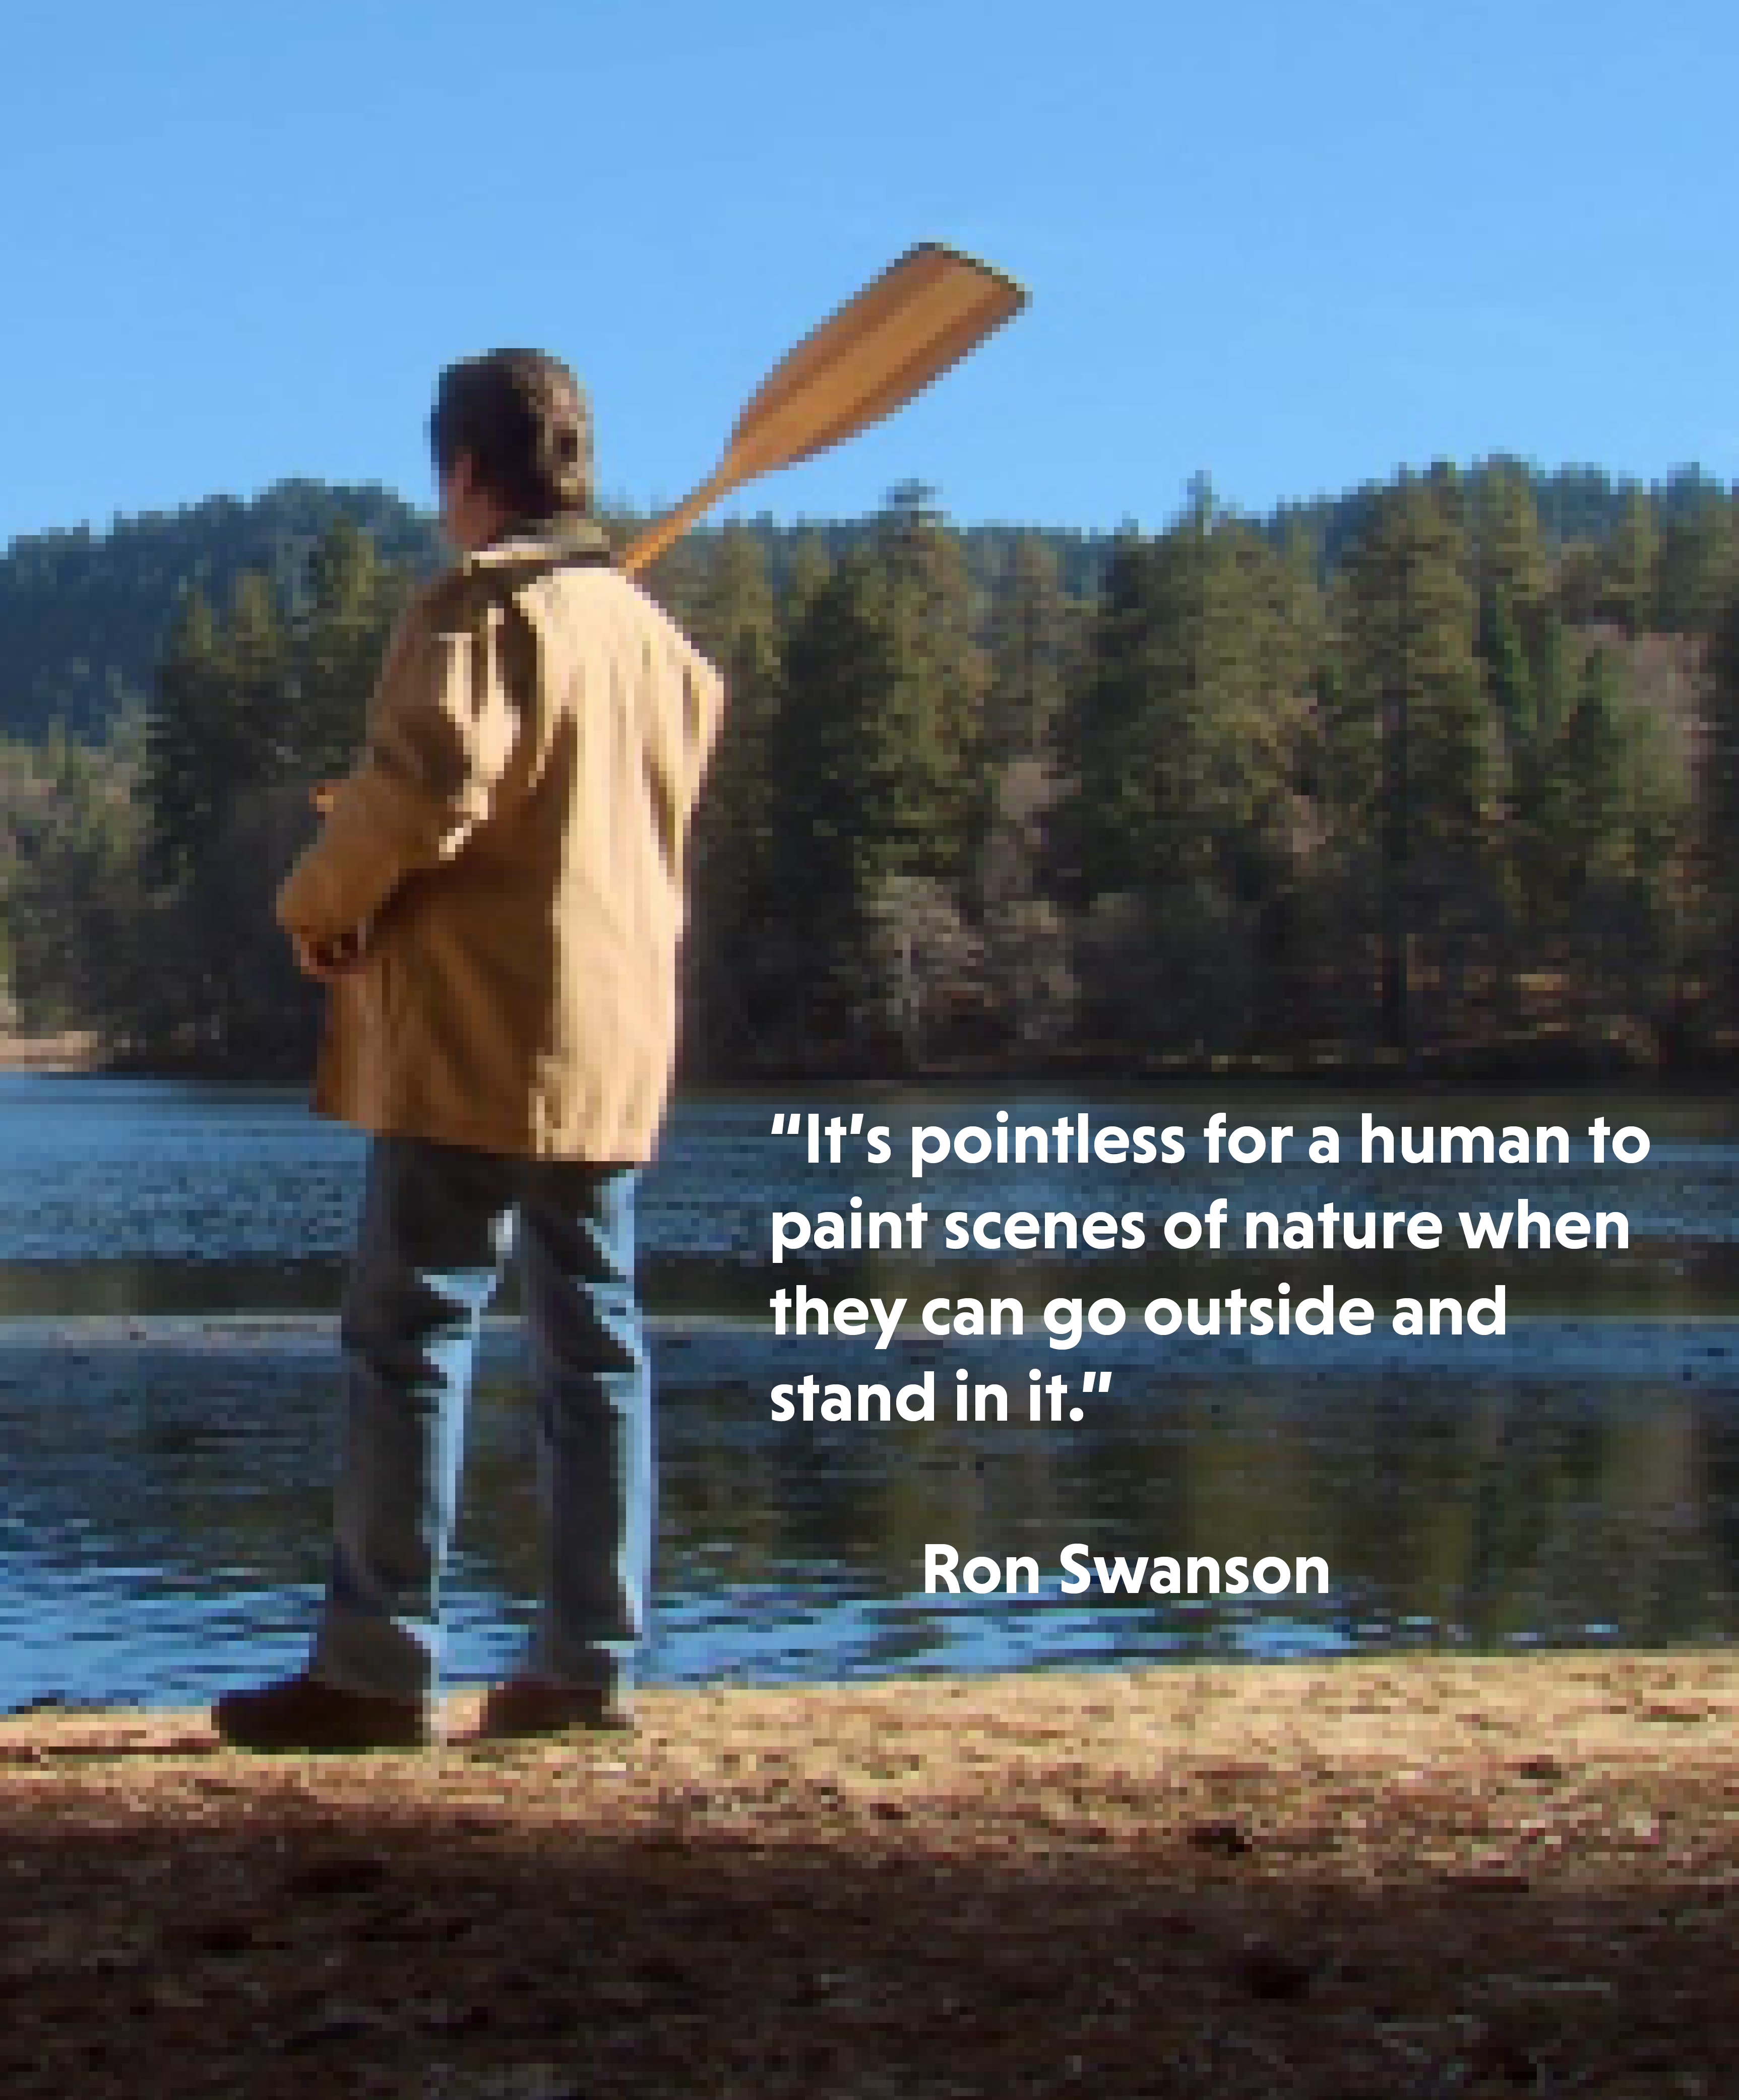 “It’s pointless for a human to
paint scenes of nature when
they can go outside and
stand in it.”
Ron Swanson